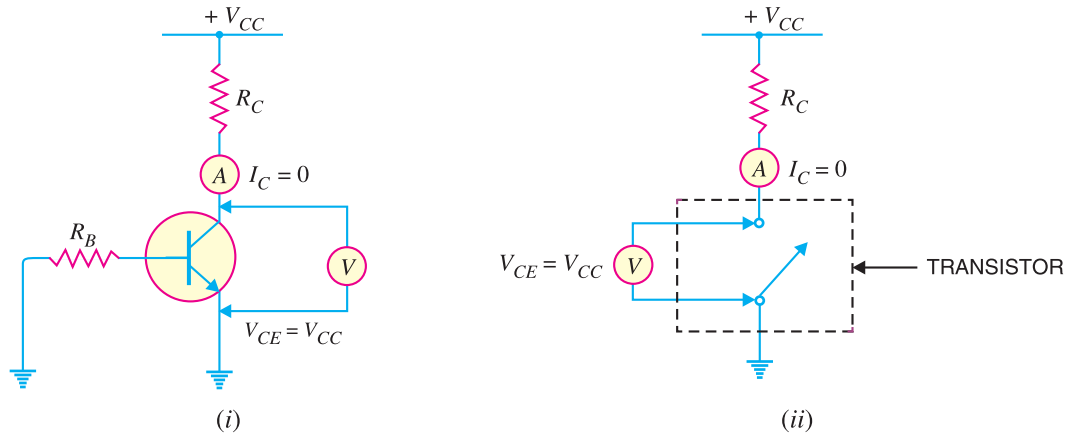 + V_CC
R_C
A I_C = 0
R_B
V
V_CE = V_CC
(i)
+ V_CC
R_C
A I_C = 0
V_CE = V_CC V
TRANSISTOR
(ii)